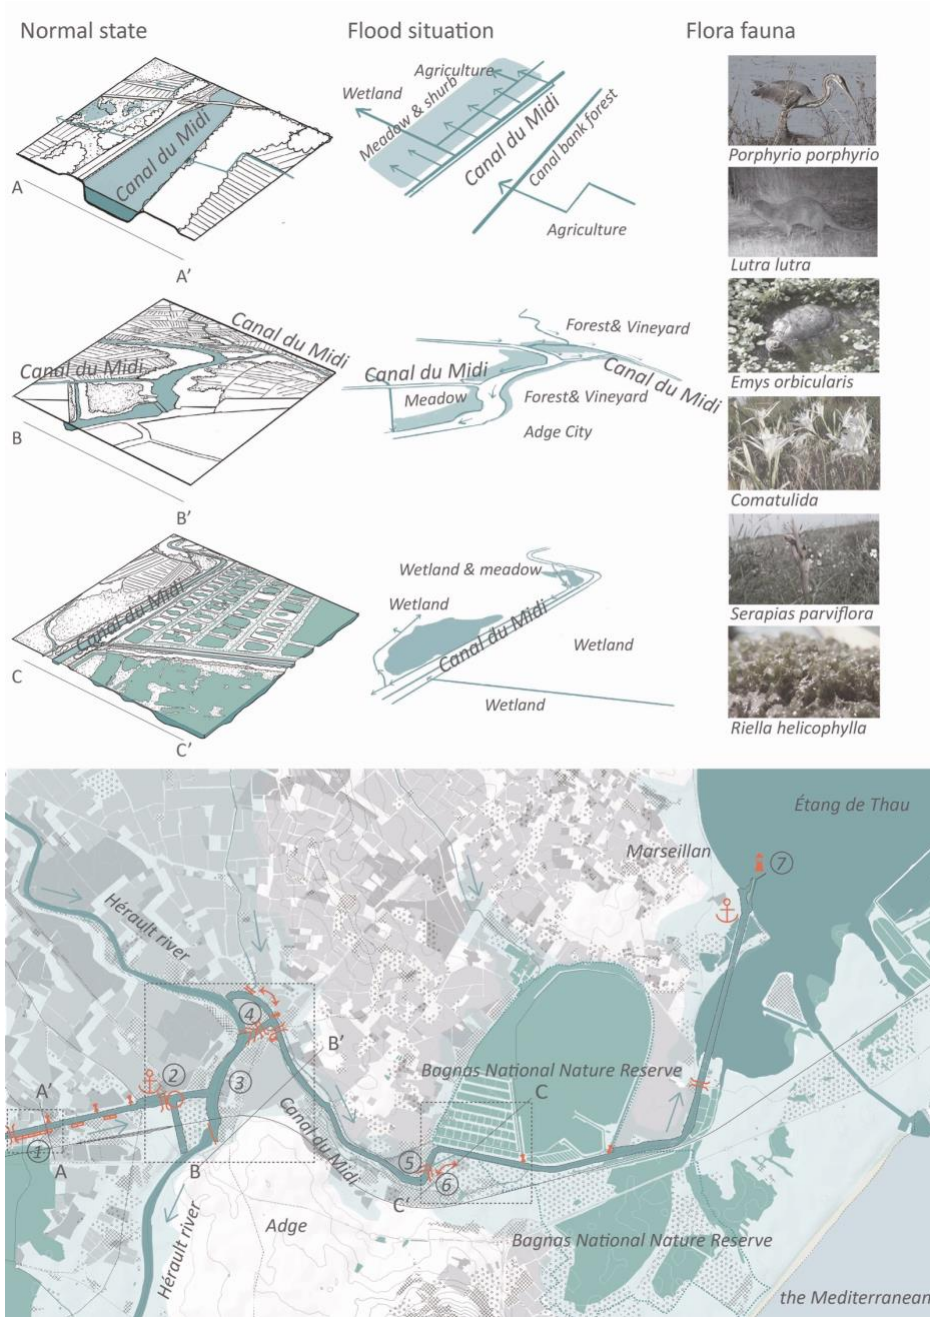 Normal state
Flood situation
Flora fauna
Canal du Midi
A
A'
Agriculture
Wetland
Meadow & shurb
Canal du Midi
Canal bank forest
Agriculture
Porphyrio porphyrio
Lutra lutra
Canal du Midi
Canal du Midi
B
B'
Forest& Vineyard
Canal du Midi
Canal du Midi
Meadow
Forest& Vineyard
Adge City
Emys orbicularis
Comatulida
Canal du Midi
C
C'
Wetland & meadow
Wetland
Canal du Midi
Wetland
Wetland
Serapias parviflora
Riella helicophylla
Étang de Thau
Marseillan
7
Hérault river
4
B'
2
3
Bagnas National Nature Reserve
C
A'
1
A
B
Canal du Midi
5
6
C'
Hérault river
Adge
Bagnas National Nature Reserve
the Mediterranean